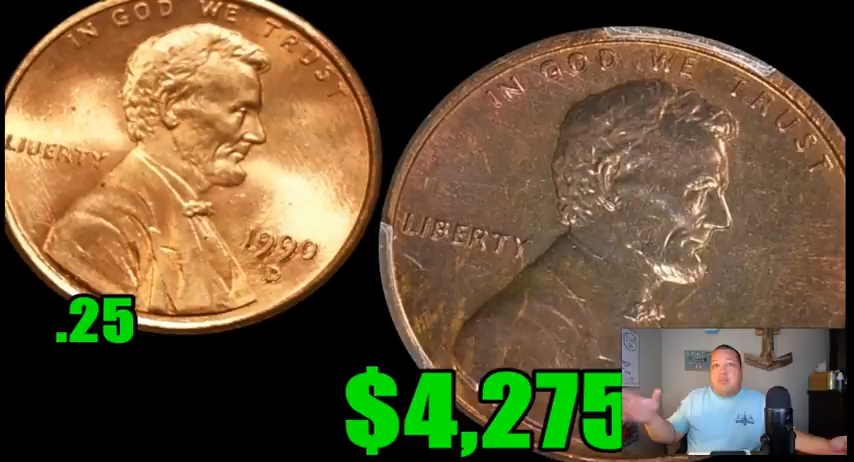 IN GOD WE TRUST
LIBERTY
1990
D
.25
IN GOD WE TRUST
LIBERTY
$4,275